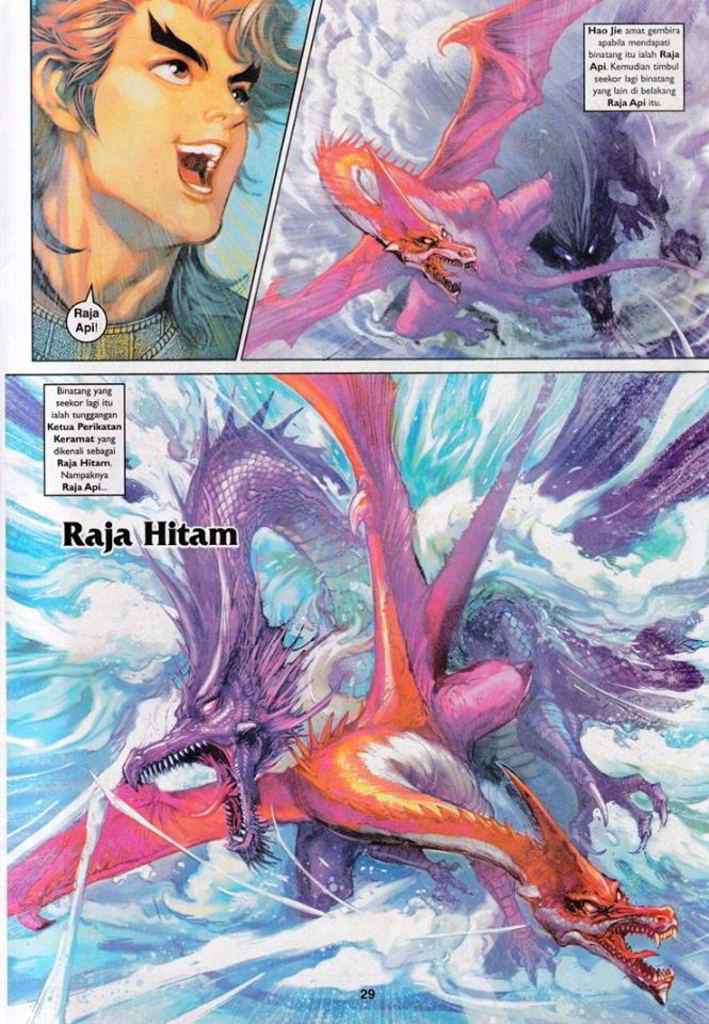 Raja
Api!
Hao Jie amat gembira
apabila mendapati
binatang itu ialah Raja
Api. Kemudian timbul
seekor lagi binatang
yang lain di belakang
Raja Api itu.
Binatang yang
seekor lagi itu
ialah tunggangan
Ketua Perikatan
Keramat yang
dikenali sebagai
Raja Hitam.
Nampaknya
Raja Api...
Raja Hitam
29